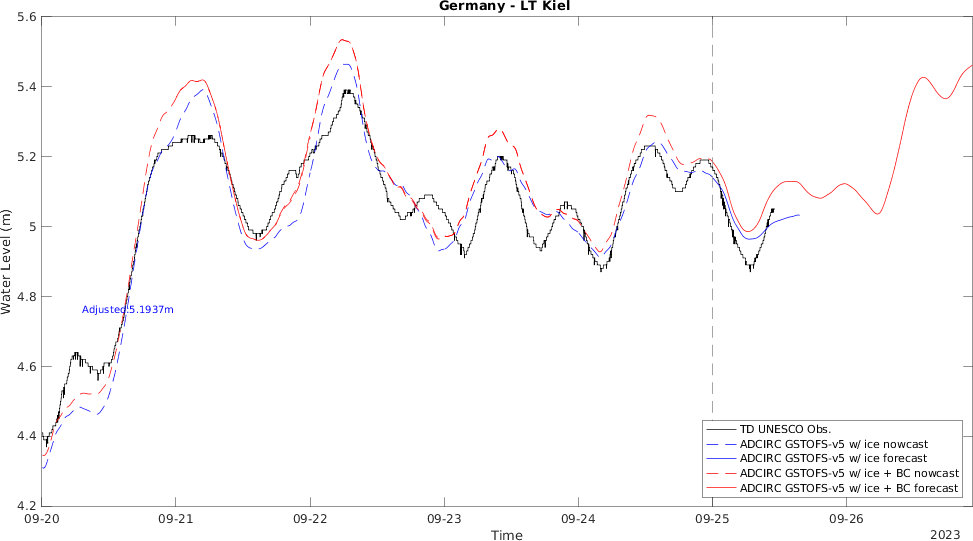 Germany - LT Kiel
Water Level (m)
5.6
5.4
5.2
5
4.8
4.6
4.4
4.2
Adjusted:5.1937m
TD UNESCO Obs.
ADCIRC GSTOFS-v5 w/ ice nowcast
ADCIRC GSTOFS-v5 w/ ice forecast
ADCIRC GSTOFS-v5 w/ ice + BC nowcast
ADCIRC GSTOFS-v5 w/ ice + BC forecast
09-20 09-21 09-22 09-23 09-24 09-25 09-26
Time
2023